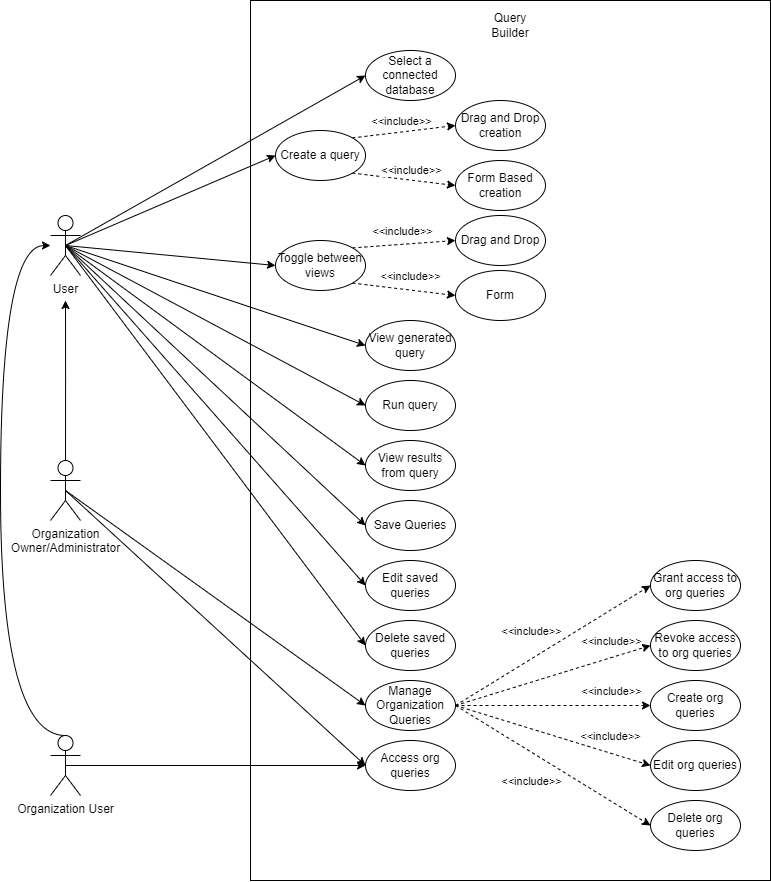 Query
Builder
Select a
connected
database
<<include>>
Drag and Drop
creation
Create a query
<<include>>
Form Based
creation
<<include>>
Drag and Drop
Toggle between
views
<<include>>
Form
User
View generated
query
Run query
View results
from query
Organization
Owner/Administrator
Save Queries
Edit saved
queries
Grant access to
org queries
<<include>>
Delete saved
queries
<<include>>
Revoke access
to org queries
Manage
Organization
Queries
<<include>>
Create org
queries
<<include>>
Access org
queries
Edit org queries
<<include>>
Organization User
Delete org
queries